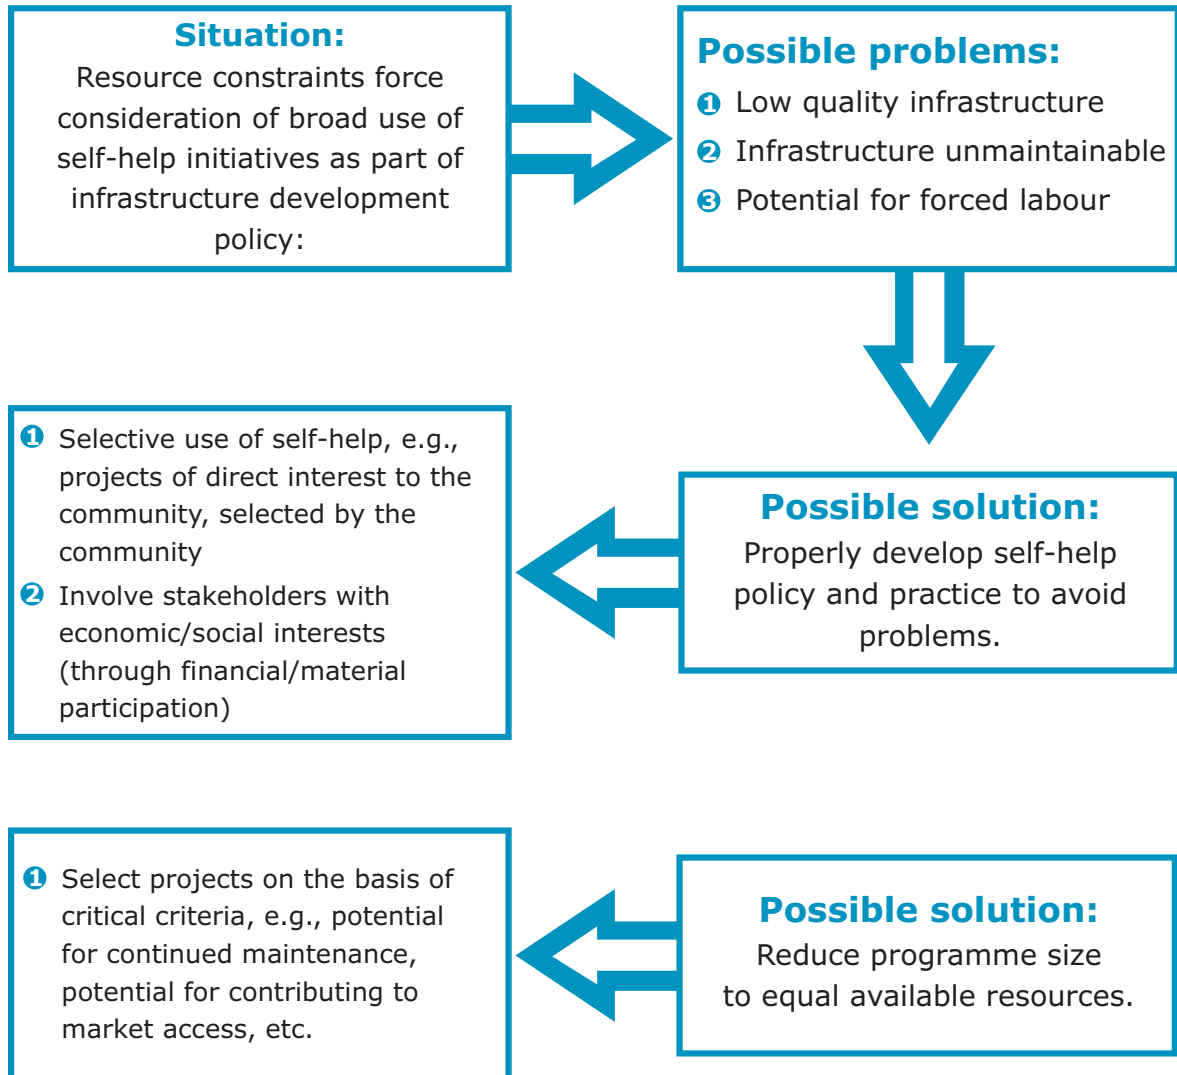 Situation:
Resource constraints force
consideration of broad use of
self-help initiatives as part of
infrastructure development
policy:
Possible problems:
❶ Low quality infrastructure
❷ Infrastructure unmaintainable
❸ Potential for forced labour
Possible solution:
Properly develop self-help
policy and practice to avoid
problems.
❶ Selective use of self-help, e.g.,
projects of direct interest to the
community, selected by the
community
❷ Involve stakeholders with
economic/social interests
(through financial/material
participation)
Possible solution:
Reduce programme size
to equal available resources.
❶ Select projects on the basis of
critical criteria, e.g., potential
for continued maintenance,
potential for contributing to
market access, etc.